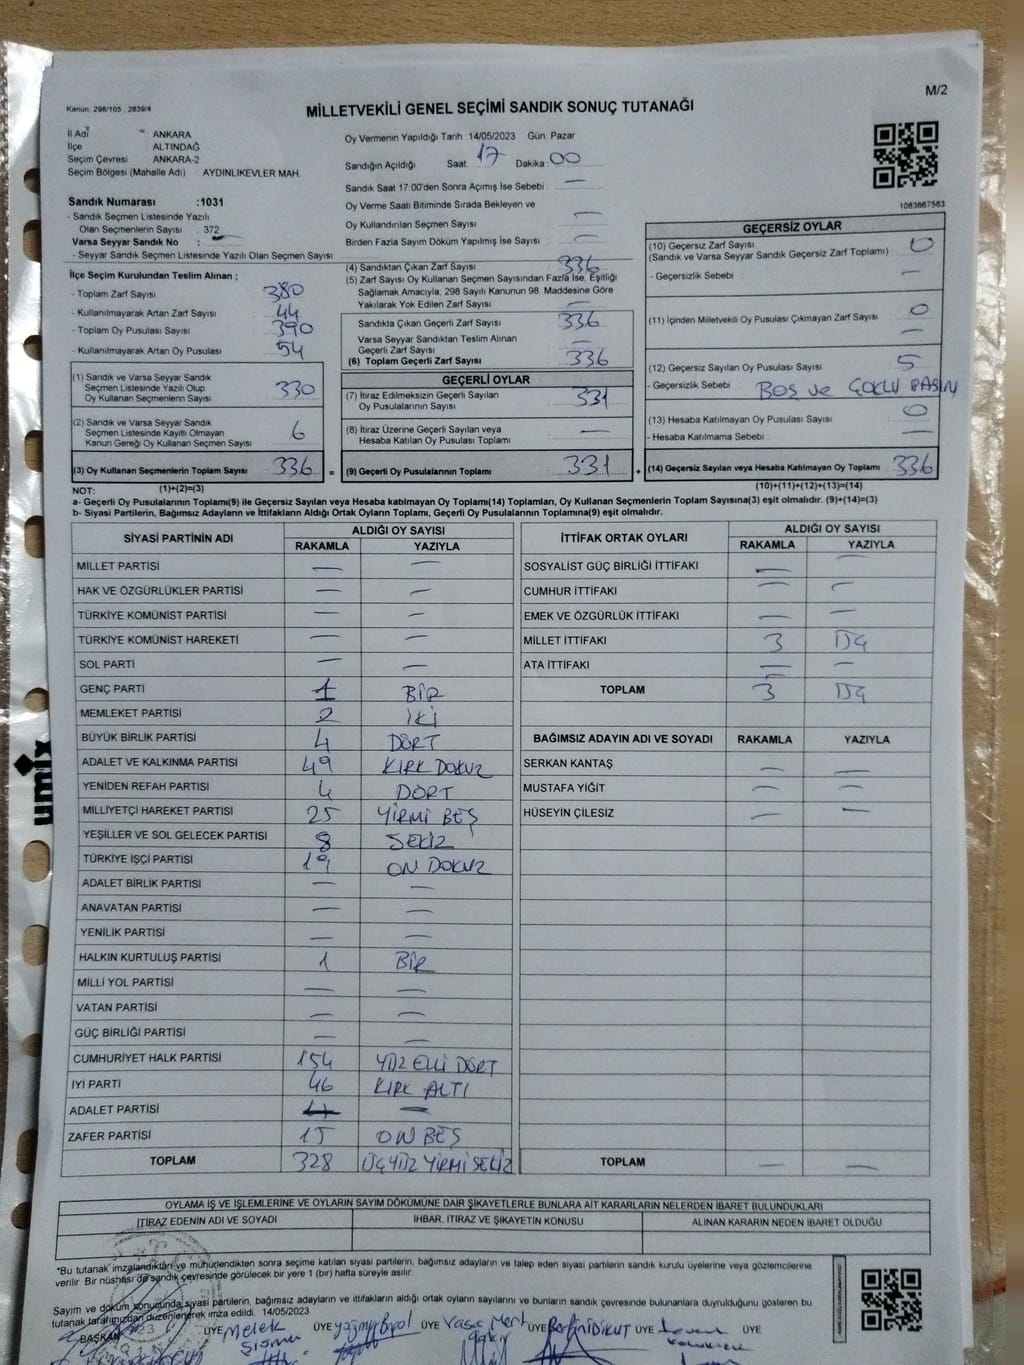 M/2
Kanun, 298/105 , 2839/4
MİLLETVEKİLİ GENEL SEÇİMİ SANDIK SONUÇ TUTANAĞI
İl Adı : ANKARA
İlçe : ALTINDAĞ
Seçim Çevresi : ANKARA-2
Seçim Bölgesi (Mahalle Adı) : AYDINLIKEVLER MAH.
Sandık Numarası :1031
- Sandık Seçmen Listesinde Yazılı
Olan Seçmenlerin Sayısı : 372
Varsa Seyyar Sandık No : —
- Seyyar Sandık Seçmen Listesinde Yazılı Olan Seçmen Sayısı:
İlçe Seçim Kurulundan Teslim Alınan ;
- Toplam Zarf Sayısı : 380
- Kullanılmayarak Artan Zarf Sayısı : 44
- Toplam Oy Pusulası Sayısı : 390
- Kullanılmayarak Artan Oy Pusulası : 54
(1) Sandık ve Varsa Seyyar Sandık
Seçmen Listesinde Yazılı Olup
Oy Kullanan Seçmenlerin Sayısı : 330
(2) Sandık ve Varsa Seyyar Sandık
Seçmen Listesinde Kayıtlı Olmayan
Kanun Gereği Oy Kullanan Seçmen Sayısı : 6
(3) Oy Kullanan Seçmenlerin Toplam Sayısı : 336 =
Oy Vermenin Yapıldığı Tarih :14/05/2023 Gün: Pazar
Sandığın Açıldığı Saat: 17 Dakika: 00
Sandık Saat 17:00'den Sonra Açılmış İse Sebebi : —
Oy Verme Saati Bitiminde Sırada Bekleyen ve
Oy Kullandırılan Seçmen Sayısı : —
Birden Fazla Sayım Döküm Yapılmış İse Sayısı : —
(4) Sandıktan Çıkan Zarf Sayısı : 336
(5) Zarf Sayısı Oy Kullanan Seçmen Sayısından Fazla İse, Eşitliği
Sağlamak Amacıyla, 298 Sayılı Kanunun 98. Maddesine Göre
Yakılarak Yok Edilen Zarf Sayısı : —
Sandıkta Çıkan Geçerli Zarf Sayısı : 336
Varsa Seyyar Sandıktan Teslim Alınan
Geçerli Zarf Sayısı : —
(6) Toplam Geçerli Zarf Sayısı : 336
GEÇERLİ OYLAR
(7) İtiraz Edilmeksizin Geçerli Sayılan
Oy Pusulalarının Sayısı : 331
(8) İtiraz Üzerine Geçerli Sayılan veya
Hesaba Katılan Oy Pusulası Toplamı : —
(9) Geçerli Oy Pusulalarının Toplamı : 331 +
1083667583
GEÇERSİZ OYLAR
(10) Geçersiz Zarf Sayısı : 0
(Sandık ve Varsa Seyyar Sandık Geçersiz Zarf Toplamı)
- Geçersizlik Sebebi : —
(11) İçinden Milletvekili Oy Pusulası Çıkmayan Zarf Sayısı : 0
—
(12) Geçersiz Sayılan Oy Pusulası Sayısı : 5
- Geçersizlik Sebebi : BOŞ ve ÇOKLU BASIM
(13) Hesaba Katılmayan Oy Pusulası Sayısı : 0
- Hesaba Katılmama Sebebi : —
(14) Geçersiz Sayılan veya Hesaba Katılmayan Oy Toplamı : 336
NOT: (1)+(2)=(3) (10)+(11)+(12)+(13)=(14)
a- Geçerli Oy Pusulaları Toplamı(9) ile Geçersiz Sayılan veya Hesaba katılmayan Oy Toplamı(14) Toplamları, Oy Kullanan Seçmenlerin Toplam Sayısına(3) eşit olmalıdır. (9)+(14)=(3)
b- Siyasi Partilerin, Bağımsız Adayların ve İttifakların Aldığı Ortak Oyların Toplamı, Geçerli Oy Pusulalarının Toplamına(9) eşit olmalıdır.
SİYASİ PARTİNİN ADI ALDIĞI OY SAYISI
RAKAMLA YAZIYLA
MİLLET PARTİSİ — —
HAK VE ÖZGÜRLÜKLER PARTİSİ — —
TÜRKİYE KOMÜNİST PARTİSİ — —
TÜRKİYE KOMÜNİST HAREKETİ — —
SOL PARTİ — —
GENÇ PARTİ 1 BİR
MEMLEKET PARTİSİ 2 İKİ
BÜYÜK BİRLİK PARTİSİ 4 DÖRT
ADALET VE KALKINMA PARTİSİ 49 KIRK DOKUZ
YENİDEN REFAH PARTİSİ 4 DÖRT
MİLLİYETÇİ HAREKET PARTİSİ 25 YİRMİ BEŞ
YEŞİLLER VE SOL GELECEK PARTİSİ 8 SEKİZ
TÜRKİYE İŞÇİ PARTİSİ 19 ON DOKUZ
ADALET BİRLİK PARTİSİ — —
ANAVATAN PARTİSİ — —
YENİLİK PARTİSİ — —
HALKIN KURTULUŞ PARTİSİ 1 BİR
MİLLİ YOL PARTİSİ — —
VATAN PARTİSİ — —
GÜÇ BİRLİĞİ PARTİSİ — —
CUMHURİYET HALK PARTİSİ 154 YÜZ ELLİ DÖRT
İYİ PARTİ 46 KIRK ALTI
ADALET PARTİSİ — —
ZAFER PARTİSİ 15 ON BEŞ
TOPLAM 328 ÜÇYÜZ YİRMİ SEKİZ
İTTİFAK ORTAK OYLARI ALDIĞI OY SAYISI
RAKAMLA YAZIYLA
SOSYALİST GÜÇ BİRLİĞİ İTTİFAKI — —
CUMHUR İTTİFAKI — —
EMEK VE ÖZGÜRLÜK İTTİFAKI — —
MİLLET İTTİFAKI 3 ÜÇ
ATA İTTİFAKI — —
TOPLAM 3 ÜÇ
BAĞIMSIZ ADAYIN ADI VE SOYADI RAKAMLA YAZIYLA
SERKAN KANTAŞ — —
MUSTAFA YİĞİT — —
HÜSEYİN ÇİLESİZ — —
TOPLAM — —
OYLAMA İŞ VE İŞLEMLERİNE VE OYLARIN SAYIM DÖKÜMÜNE DAİR ŞİKAYETLERLE BUNLARA AİT KARARLARIN NELERDEN İBARET BULUNDUKLARI
İTİRAZ EDENİN ADI VE SOYADI İHBAR, İTİRAZ VE ŞİKAYETİN KONUSU ALINAN KARARIN NEDEN İBARET OLDUĞU
*Bu tutanak imzalandıktan ve mühürlendikten sonra seçime katılan siyasi partilerin, bağımsız adayların ve talep eden siyasi partilerin sandık kurulu üyelerine veya gözlemcilerine
verilir. Bir nüshası da sandık çevresinde görülecek bir yere 1 (bir) hafta süreyle asılır.
Sayım ve döküm sonucunda siyasi partilerin, bağımsız adayların ve ittifakların aldığı ortak oyların sayılarını ve bunların sandık çevresinde bulunanlara duyrulduğunu gösteren bu
tutanak tarafımızdan düzenlenerek imza edildi. 14/05/2023
BAŞKAN ÜYE Melek ÜYE ÜYE ÜYE ÜYE ÜYE
umix